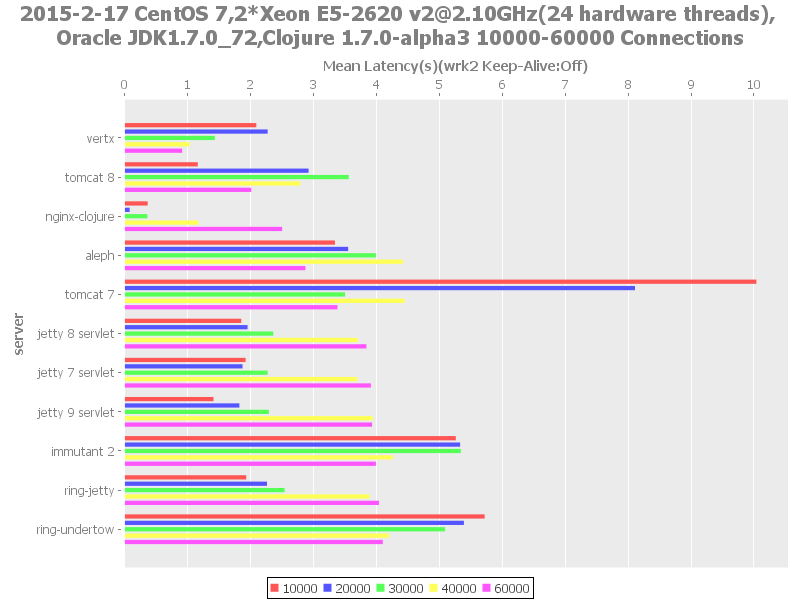 2015-2-17 CentOS 7,2*Xeon E5-2620 v2@2.10GHz(24 hardware threads),
Oracle JDK1.7.0_72,Clojure 1.7.0-alpha3 10000-60000 Connections
Mean Latency(s)(wrk2 Keep-Alive:Off)
0 1 2 3 4 5 6 7 8 9 10
server
vertx
tomcat 8
nginx-clojure
aleph
tomcat 7
jetty 8 servlet
jetty 7 servlet
jetty 9 servlet
immutant 2
ring-jetty
ring-undertow
10000 20000 30000 40000 60000